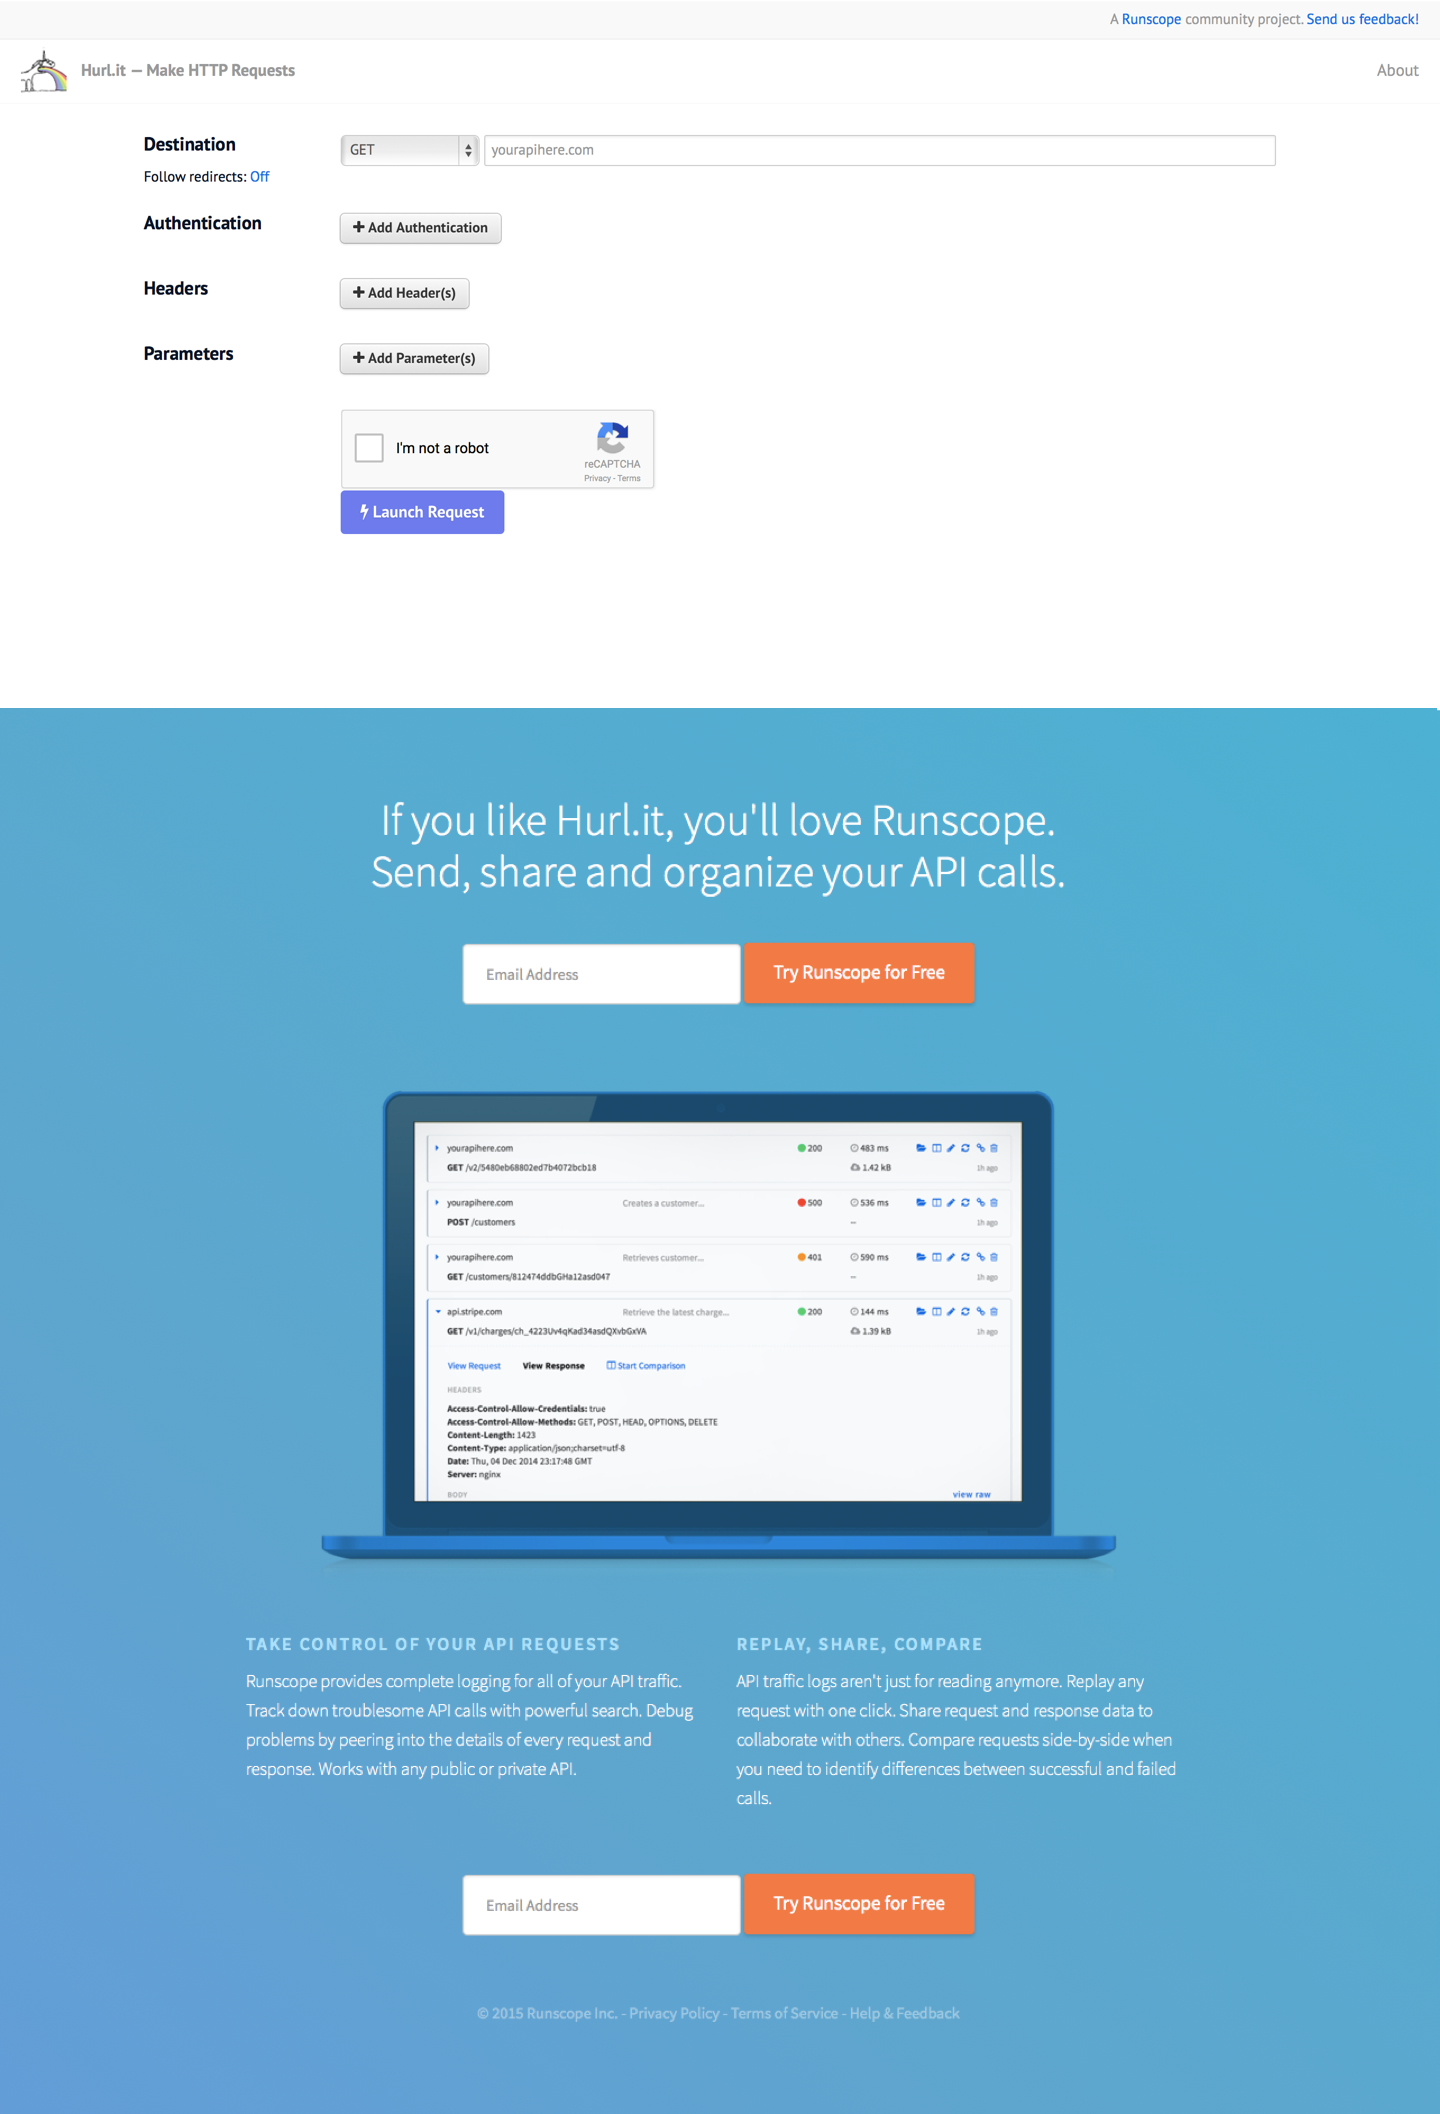 A Runscope community project. Send us feedback!
Hurl.it — Make HTTP Requests
About
Destination
GET
yourapihere.com
Follow redirects: Off
Authentication
Add Authentication
Headers
Add Header(s)
Parameters
Add Parameter(s)
I'm not a robot
reCAPTCHA
Privacy - Terms
Launch Request
If you like Hurl.it, you'll love Runscope.
Send, share and organize your API calls.
Email Address
Try Runscope for Free
yourapihere.com 200 483 ms
GET /v2/5480eb68802ed7b4072bcb18 1.42 kB 1h ago
yourapihere.com Creates a customer... 500 536 ms
POST /customers -- 1h ago
yourapihere.com Retrieves customer... 401 590 ms
GET /customers/812474ddbGHa12asd047 -- 1h ago
api.stripe.com Retrieve the latest charge... 200 144 ms
GET /v1/charges/ch_4223Uv4qKad34asdQXvbGxVA 1.39 kB 1h ago
View Request View Response Start Comparison
HEADERS
Access-Control-Allow-Credentials: true
Access-Control-Allow-Methods: GET, POST, HEAD, OPTIONS, DELETE
Content-Length: 1423
Content-Type: application/json;charset=utf-8
Date: Thu, 04 Dec 2014 23:17:48 GMT
Server: nginx
BODY view raw
TAKE CONTROL OF YOUR API REQUESTS
Runscope provides complete logging for all of your API traffic.
Track down troublesome API calls with powerful search. Debug
problems by peering into the details of every request and
response. Works with any public or private API.
REPLAY, SHARE, COMPARE
API traffic logs aren't just for reading anymore. Replay any
request with one click. Share request and response data to
collaborate with others. Compare requests side-by-side when
you need to identify differences between successful and failed
calls.
Email Address
Try Runscope for Free
© 2015 Runscope Inc. - Privacy Policy - Terms of Service - Help & Feedback